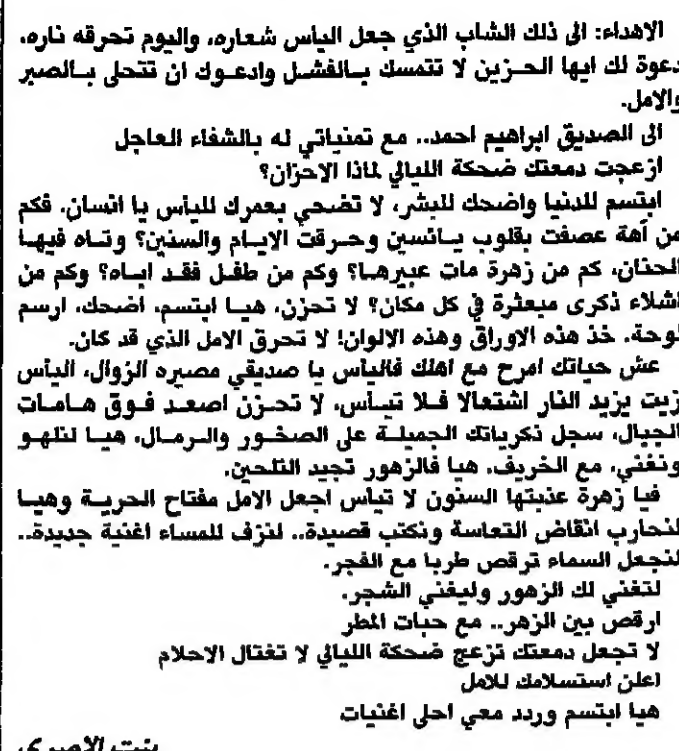 الاهداء: الى ذلك الشاب الذي جعل اليأس شعاره، واليوم تحرقه ناره،
دعوة لك ايها الحزين لا تتمسك بالفشل وادعوك ان تتحلى بالصبر
والامل.
الى الصديق ابراهيم احمد.. مع تمنياتي له بالشفاء العاجل
ازعجت دمعتك ضحكة الليالي لماذا الاحزان؟
ابتسم للدنيا واضحك للبشر، لا تضحي بعمرك لليأس يا انسان. فكم
من آهة عصفت بقلوب يائسين وحرقت الايام والسنين؟ وتاه فيها
الحنان، كم من زهرة مات عبيرها؟ وكم من طفل فقد اباه؟ وكم من
اشلاء ذكرى مبعثرة في كل مكان؟ لا تحزن، هيا ابتسم، اضحك، ارسم
لوحة، خذ هذه الاوراق وهذه الالوان! لا تحرق الامل الذي قد كان.
عش حياتك امرح مع اهلك فاليأس يا صديقي مصيره الزوال، اليأس
زيت يزيد النار اشتعالا فلا تيأس، لا تحزن اصعد فوق هامات
الجبال، سجل ذكرياتك الجميلة على الصخور والرمال، هيا لنلهو
ونغني، مع الخريف، هيا فالزهور تجيد التلحين.
فيا زهرة عذبتها السنون لا تيأس اجعل الامل مفتاح الحرية وهيا
لنحارب انقاض التعاسة ونكتب قصيدة.. لنزف للمساء اغنية جديدة..
لنجعل السماء ترقص طربا مع الفجر.
لتغني لك الزهور وليغني الشجر.
ارقص بين الزهر.. مع حبات المطر
لا تجعل دمعتك تزعج ضحكة الليالي لا تغتال الاحلام
اعلن استسلامك للامل
هيا ابتسم وردد معي احلى اغنيات
بنت